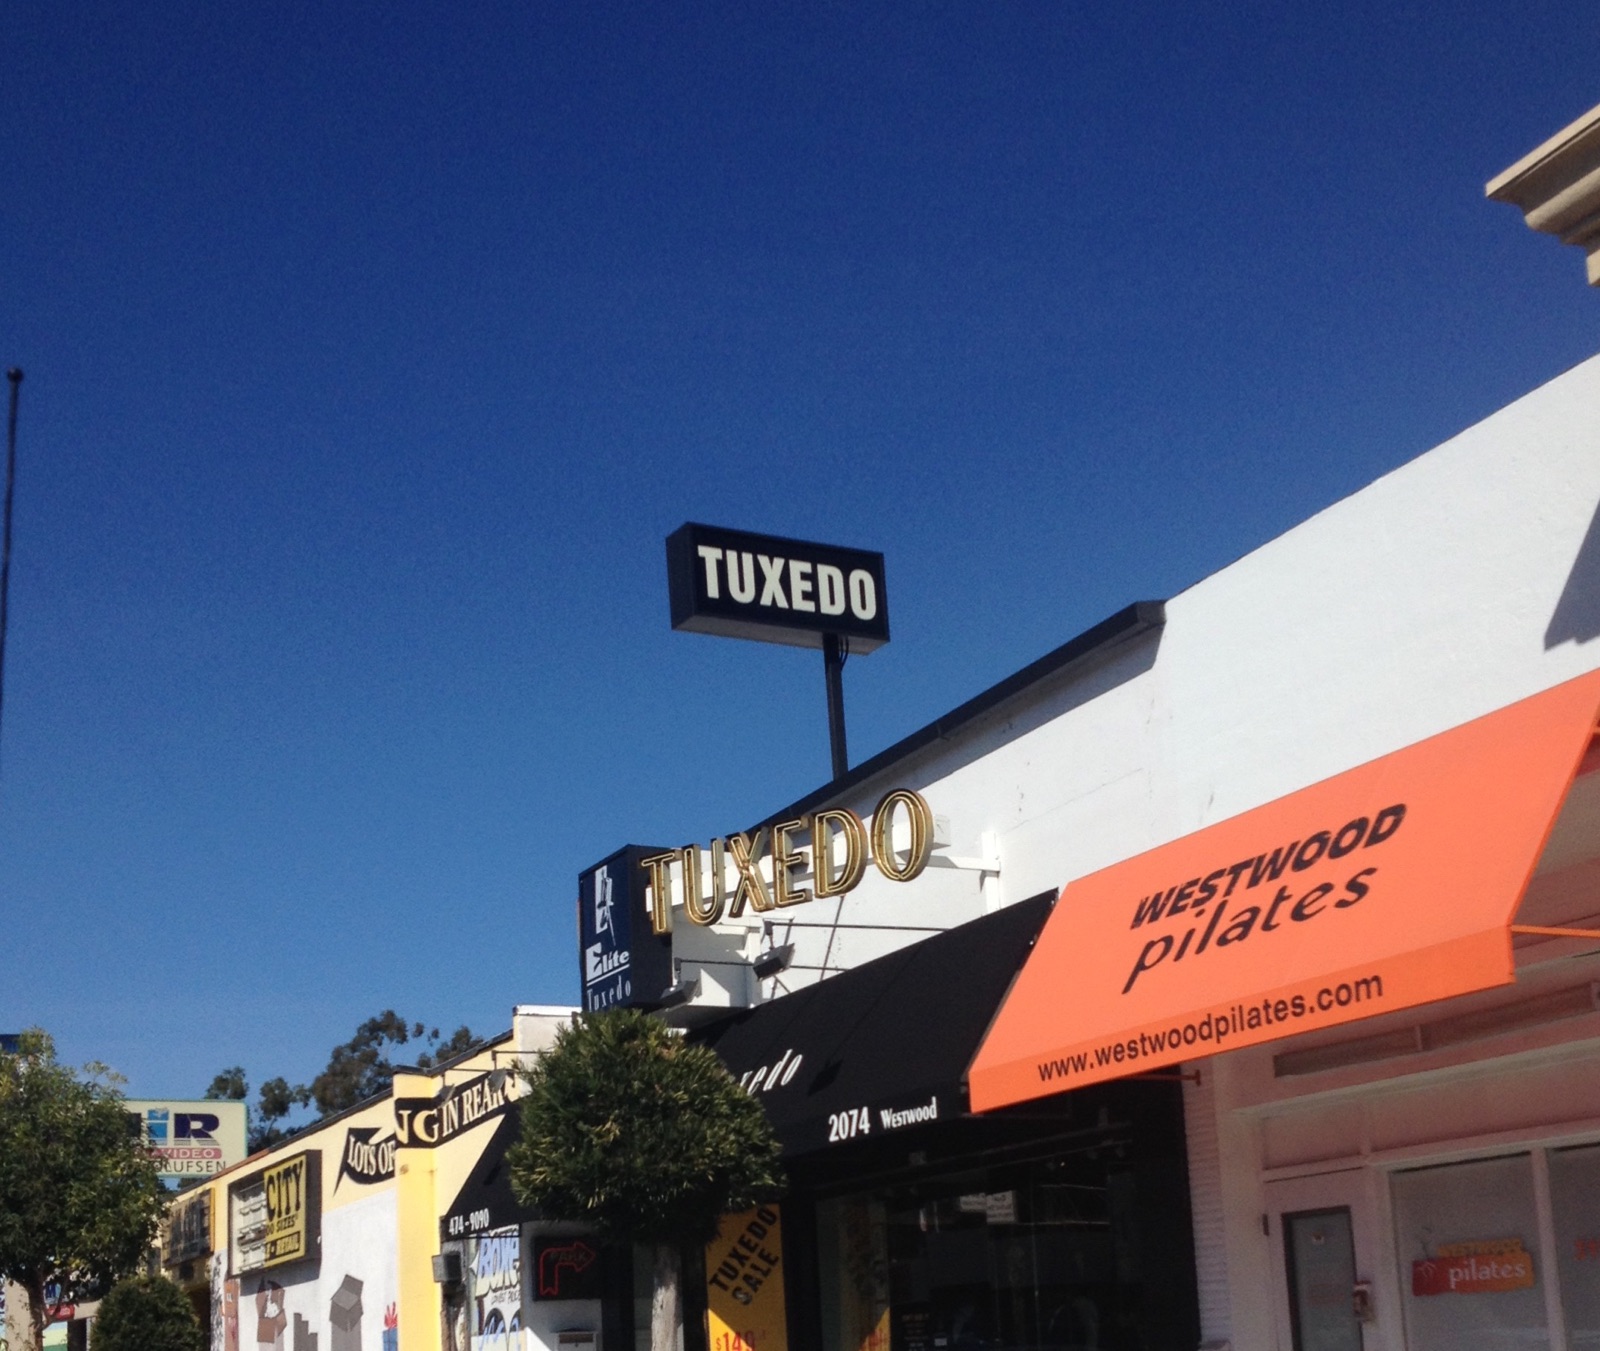 TUXEDO
TUXEDO
Elite
Tuxedo
WESTWOOD
pilates
www.westwoodpilates.com
2074 Westwood
474-9090
LOTS OF
IN REAR
CITY
VIDEO
TUXEDO
SALE
pilates